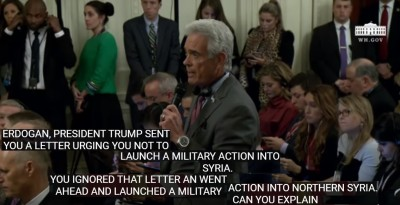 WH.GOV
ERDOGAN, PRESIDENT TRUMP SENT
YOU A LETTER URGING YOU NOT TO
LAUNCH A MILITARY ACTION INTO
SYRIA.
YOU IGNORED THAT LETTER AN WENT
AHEAD AND LAUNCHED A MILITARY
ACTION INTO NORTHERN SYRIA.
CAN YOU EXPLAIN